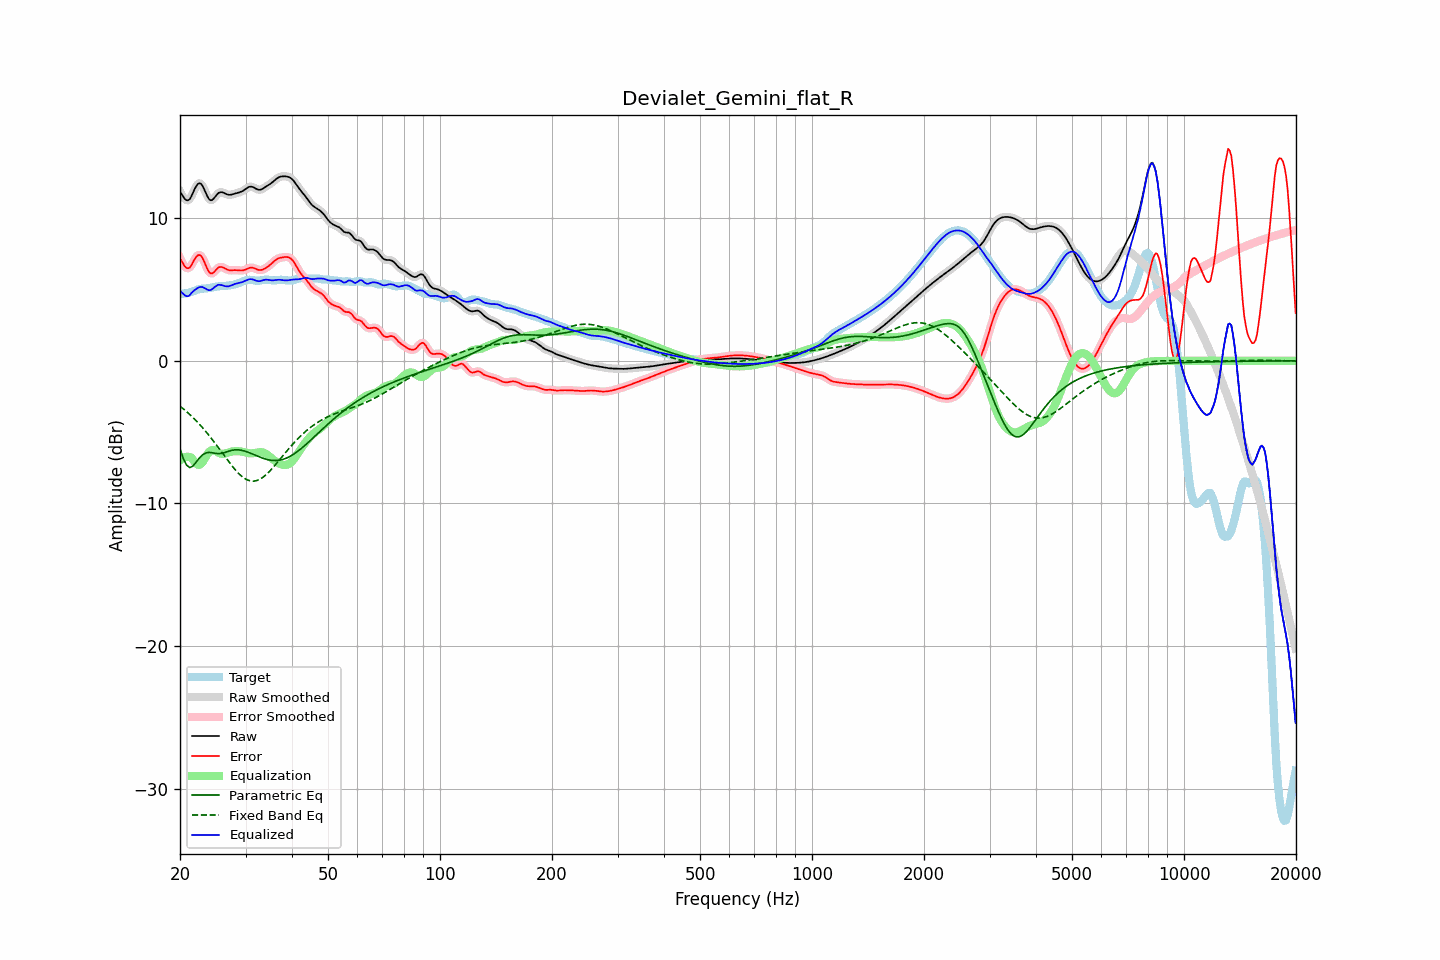 Devialet_Gemini_flat_R
Amplitude (dBr)
10
0
−10
−20
−30
Target
Raw Smoothed
Error Smoothed
Raw
Error
Equalization
Parametric Eq
Fixed Band Eq
Equalized
20 50 100 200 500 1000 2000 5000 10000 20000
Frequency (Hz)